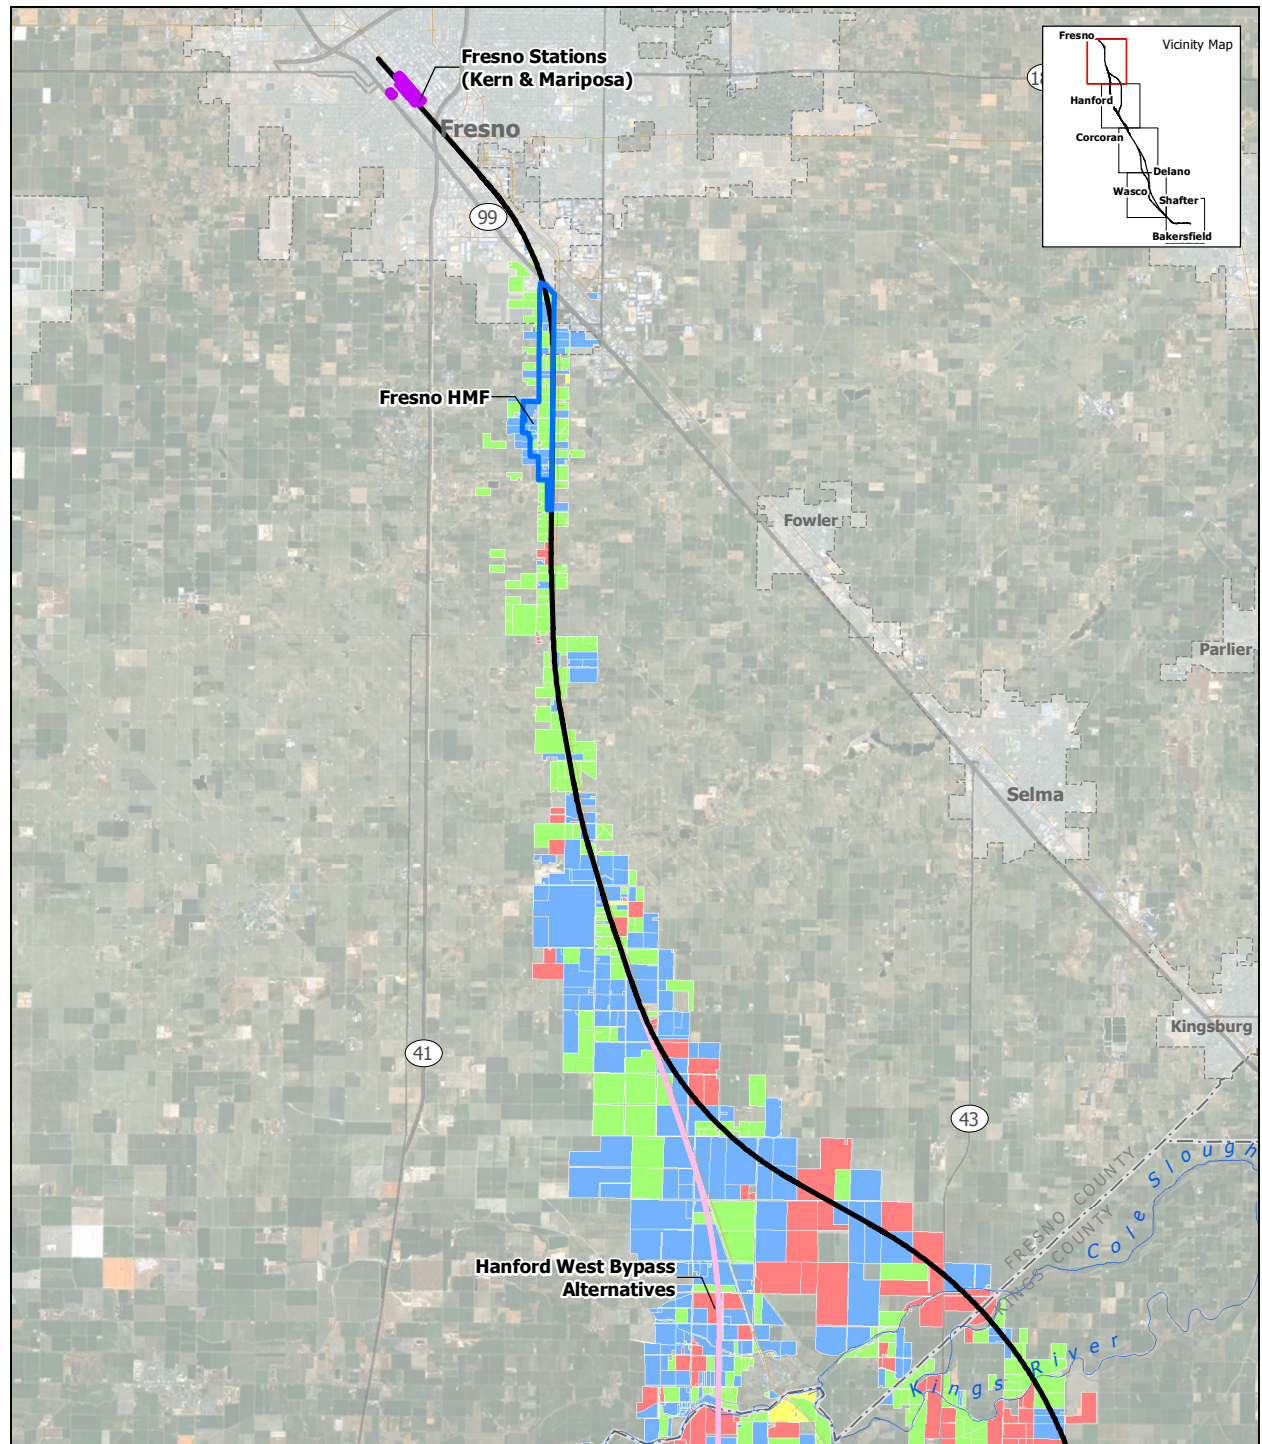 Fresno Stations
(Kern & Mariposa)
Fresno
99
Vicinity Map
Fresno
Hanford
Corcoran
Delano
Wasco
Shafter
Bakersfield
Fresno HMF
Fowler
Parlier
Selma
Kingsburg
41
43
FRESNO COUNTY
KINGS COUNTY
Cole Slough
Hanford West Bypass
Alternatives
Kings River